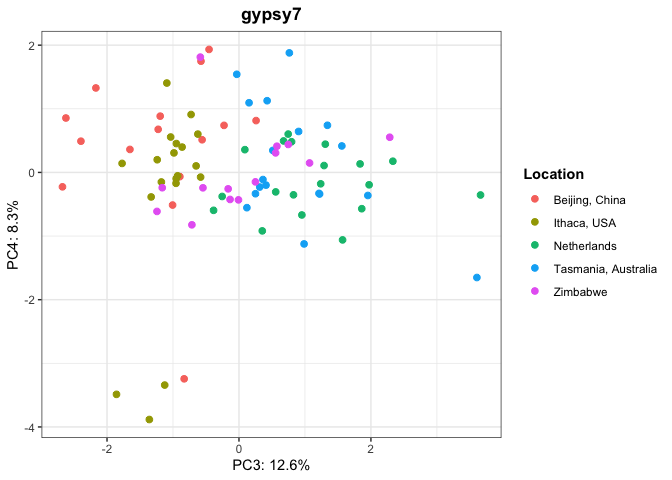 gypsy7
2
0
-2
-4
PC4: 8.3%
-2
0
2
PC3: 12.6%
Location
Beijing, China
Ithaca, USA
Netherlands
Tasmania, Australia
Zimbabwe